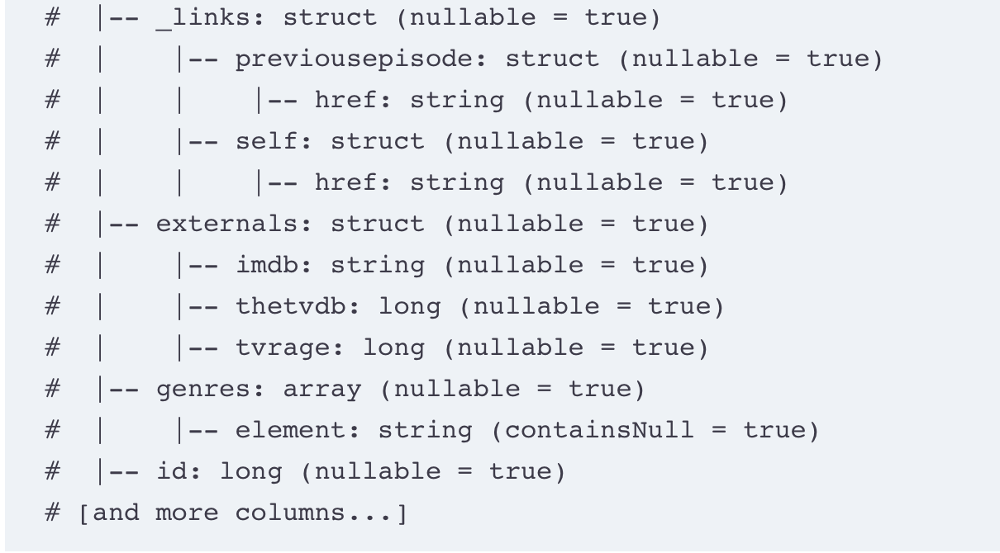 #  |-- _links: struct (nullable = true)
#  |    |-- previousepisode: struct (nullable = true)
#  |    |    |-- href: string (nullable = true)
#  |    |-- self: struct (nullable = true)
#  |    |    |-- href: string (nullable = true)
#  |-- externals: struct (nullable = true)
#  |    |-- imdb: string (nullable = true)
#  |    |-- thetvdb: long (nullable = true)
#  |    |-- tvrage: long (nullable = true)
#  |-- genres: array (nullable = true)
#  |    |-- element: string (containsNull = true)
#  |-- id: long (nullable = true)
# [and more columns...]